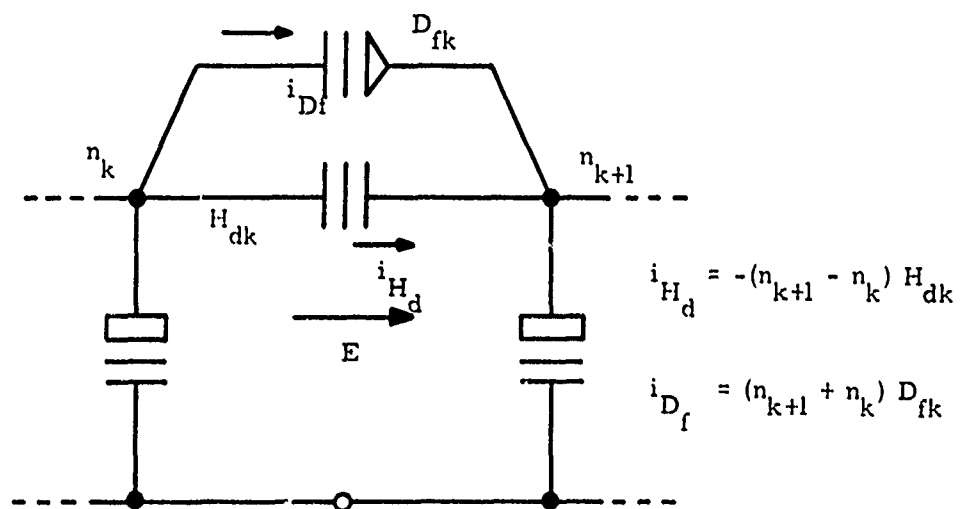 D_fk
i_Df
n_k
n_k+1
H_dk
i_H_d
E
i_H_d = -(n_k+1 - n_k) H_dk
i_D_f = (n_k+1 + n_k) D_fk